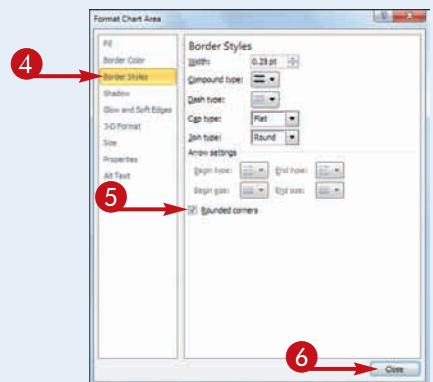 Format Chart Area
Fill
Border Color
4
Border Styles
Shadow
Glow and Soft Edges
3-D Format
Size
Properties
Alt Text
Border Styles
Width: 0.25 pt
Compound type:
Dash type:
Cap type: Flat
Join type: Round
Arrow settings
Begin type: End type:
Begin size: End size:
5
Rounded corners
6
Close